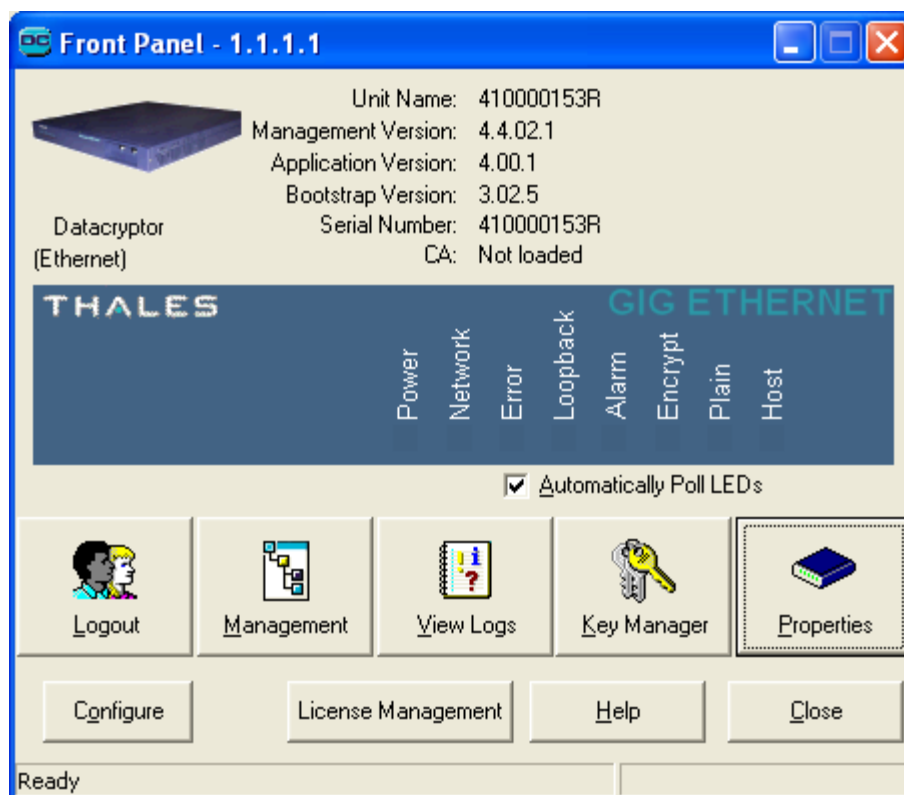 Front Panel - 1.1.1.1
Unit Name: 410000153R
Management Version: 4.4.02.1
Application Version: 4.00.1
Bootstrap Version: 3.02.5
Serial Number: 410000153R
CA: Not loaded
Datacryptor
(Ethernet)
THALES
GIG ETHERNET
Power
Network
Error
Loopback
Alarm
Encrypt
Plain
Host
Automatically Poll LEDs
Logout
Management
View Logs
Key Manager
Properties
Configure
License Management
Help
Close
Ready